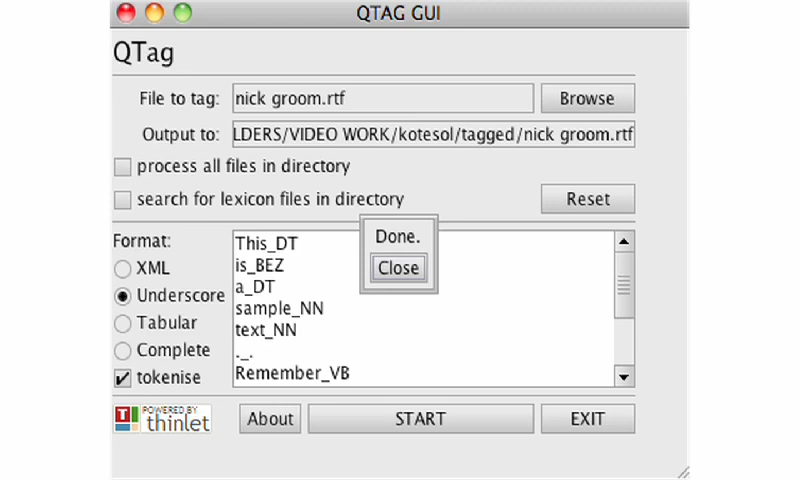 QTAG GUI
QTag
File to tag: nick groom.rtf Browse
Output to: LDERS/VIDEO WORK/kotesol/tagged/nick groom.rtf
process all files in directory
search for lexicon files in directory Reset
Format:
XML
Underscore
Tabular
Complete
tokenise
This_DT
is_BEZ
a_DT
sample_NN
text_NN
._.
Remember_VB
Done.
Close
T POWERED BY
thinlet
About START EXIT